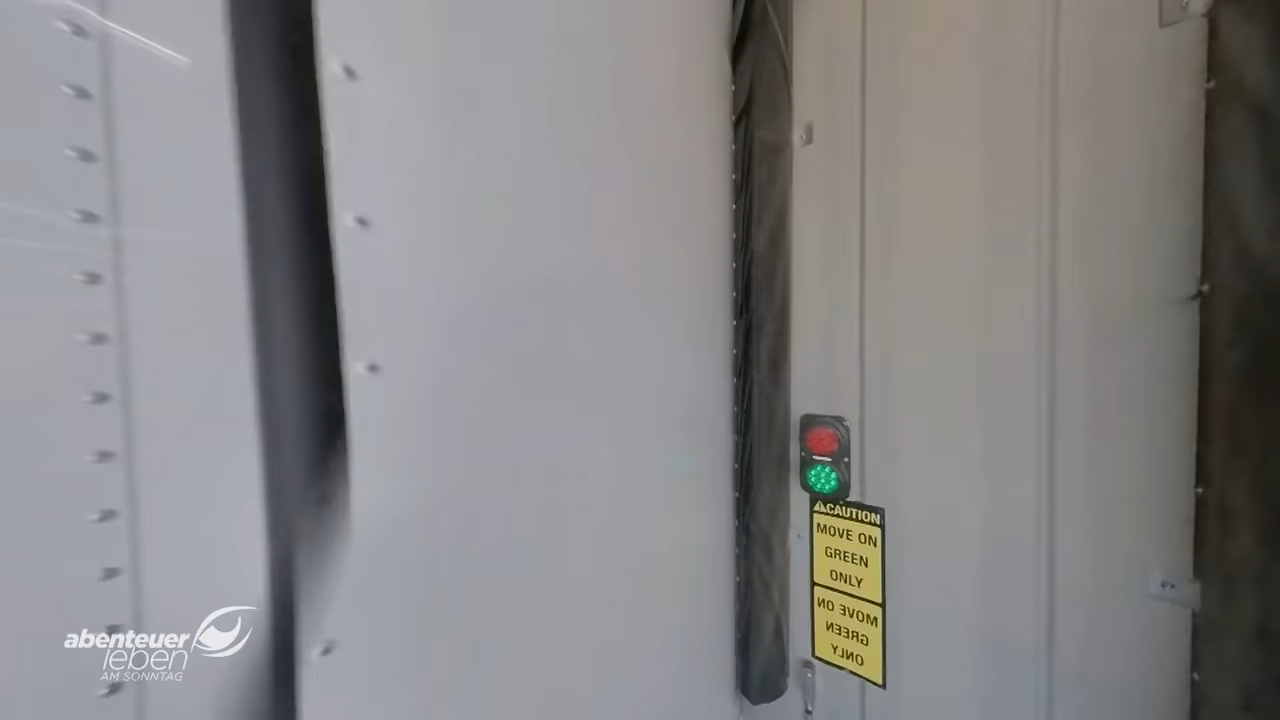 CAUTION
MOVE ON
GREEN
ONLY
MOVE ON
GREEN
ONLY
abenteuer
leben
AM SONNTAG